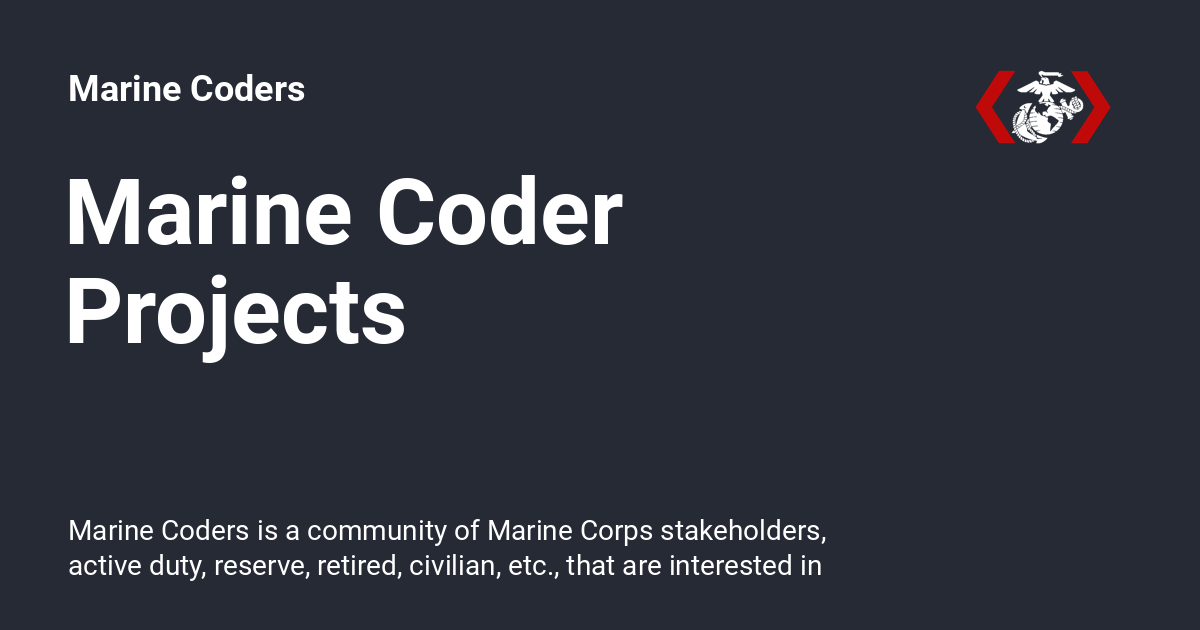 Marine Coders
Marine Coder
Projects
Marine Coders is a community of Marine Corps stakeholders,
active duty, reserve, retired, civilian, etc., that are interested in